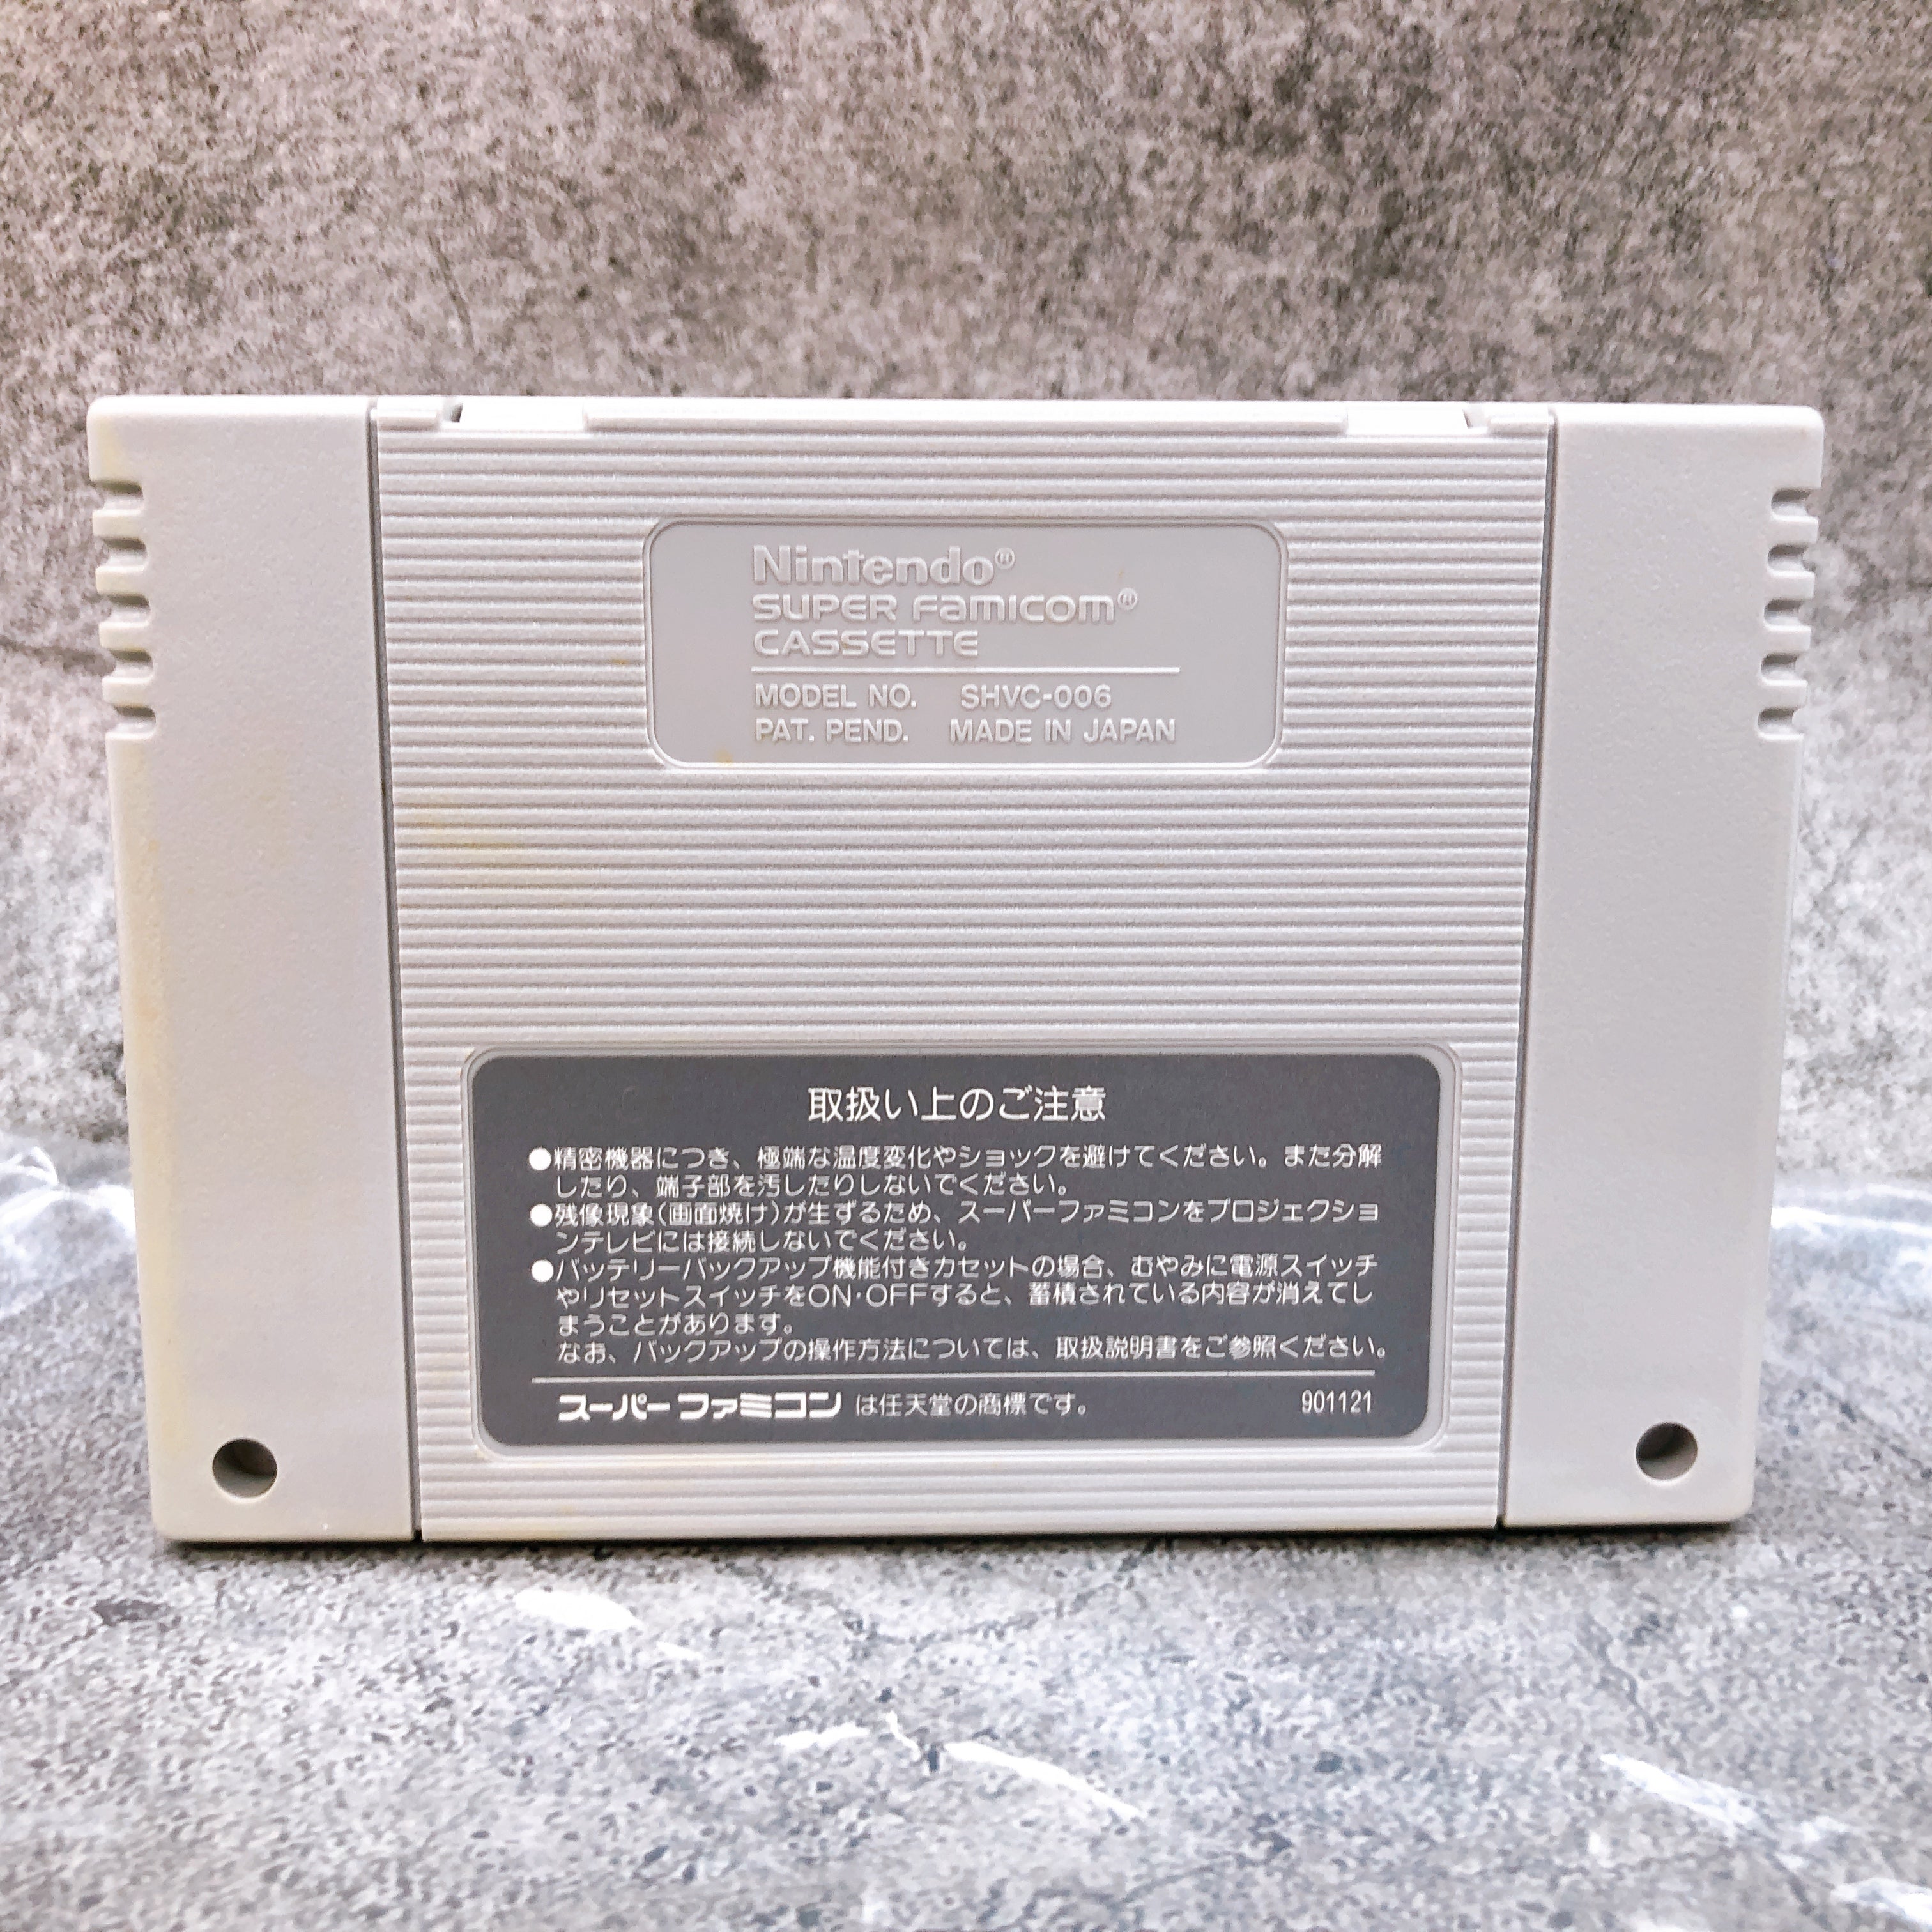 Nintendo®
SUPER FAMICOM®
CASSETTE
MODEL NO. SHVC-006
PAT. PEND. MADE IN JAPAN
取扱い上のご注意
●精密機器につき、極端な温度変化やショックを避けてください。また分解
したり、端子部を汚したりしないでください。
●残像現象(画面焼け)が生ずるため、スーパーファミコンをプロジェクショ
ンテレビには接続しないでください。
●バッテリーバックアップ機能付きカセットの場合、むやみに電源スイッチ
やリセットスイッチをON・OFFすると、蓄積されている内容が消えてし
まうことがあります。
なお、バックアップの操作方法については、取扱説明書をご参照ください。
スーパーファミコン は任天堂の商標です。 901121